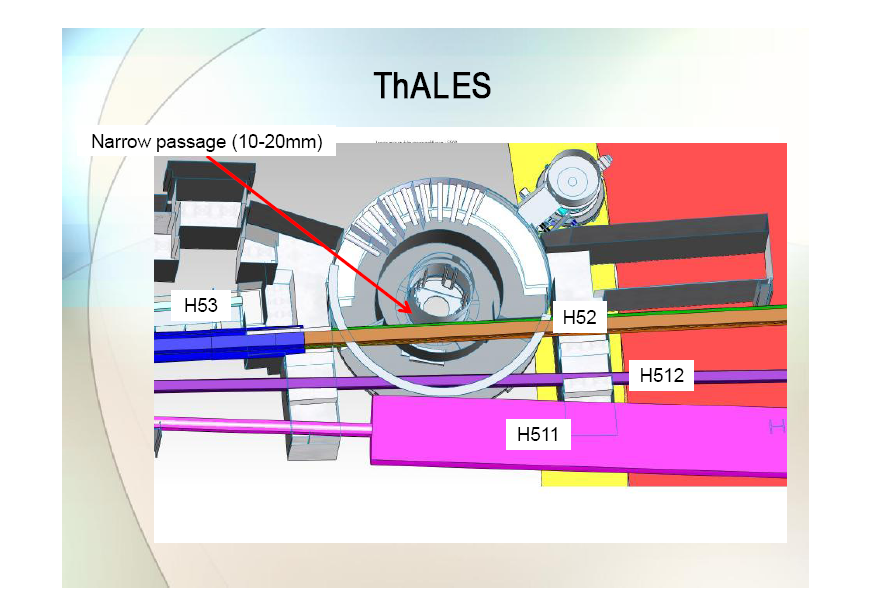 ThALES
Narrow passage (10-20mm)
H53
H52
H512
H511
H